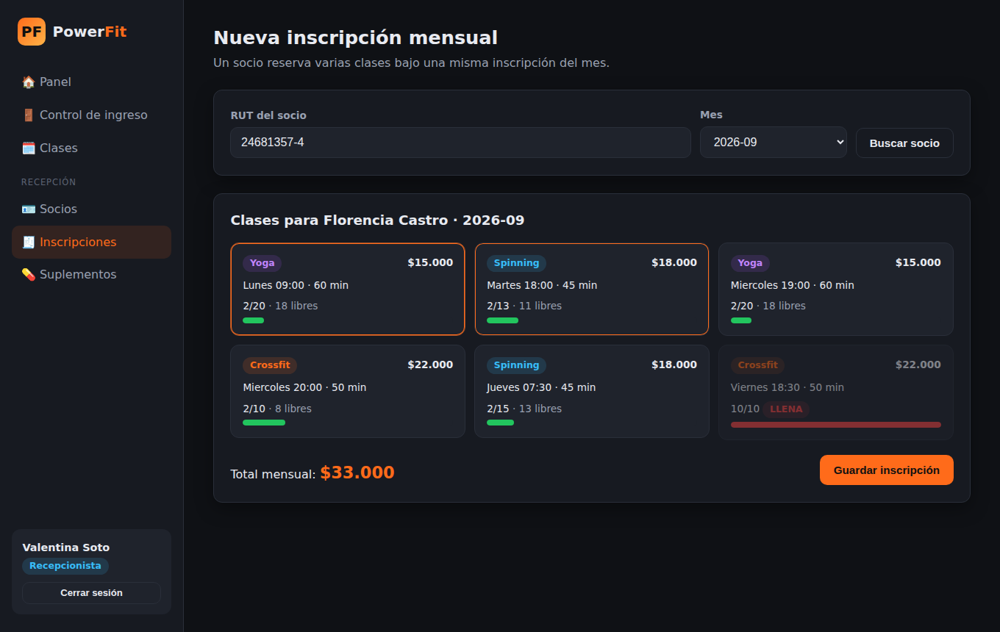 PF PowerFit
Panel
Control de ingreso
Clases
RECEPCIÓN
Socios
Inscripciones
Suplementos
Valentina Soto
Recepcionista
Cerrar sesión
Nueva inscripción mensual
Un socio reserva varias clases bajo una misma inscripción del mes.
RUT del socio
24681357-4
Mes
2026-09
Buscar socio
Clases para Florencia Castro · 2026-09
Yoga $15.000
Lunes 09:00 · 60 min
2/20 · 18 libres
Spinning $18.000
Martes 18:00 · 45 min
2/13 · 11 libres
Yoga $15.000
Miercoles 19:00 · 60 min
2/20 · 18 libres
Crossfit $22.000
Miercoles 20:00 · 50 min
2/10 · 8 libres
Spinning $18.000
Jueves 07:30 · 45 min
2/15 · 13 libres
Crossfit $22.000
Viernes 18:30 · 50 min
10/10 LLENA
Total mensual: $33.000
Guardar inscripción